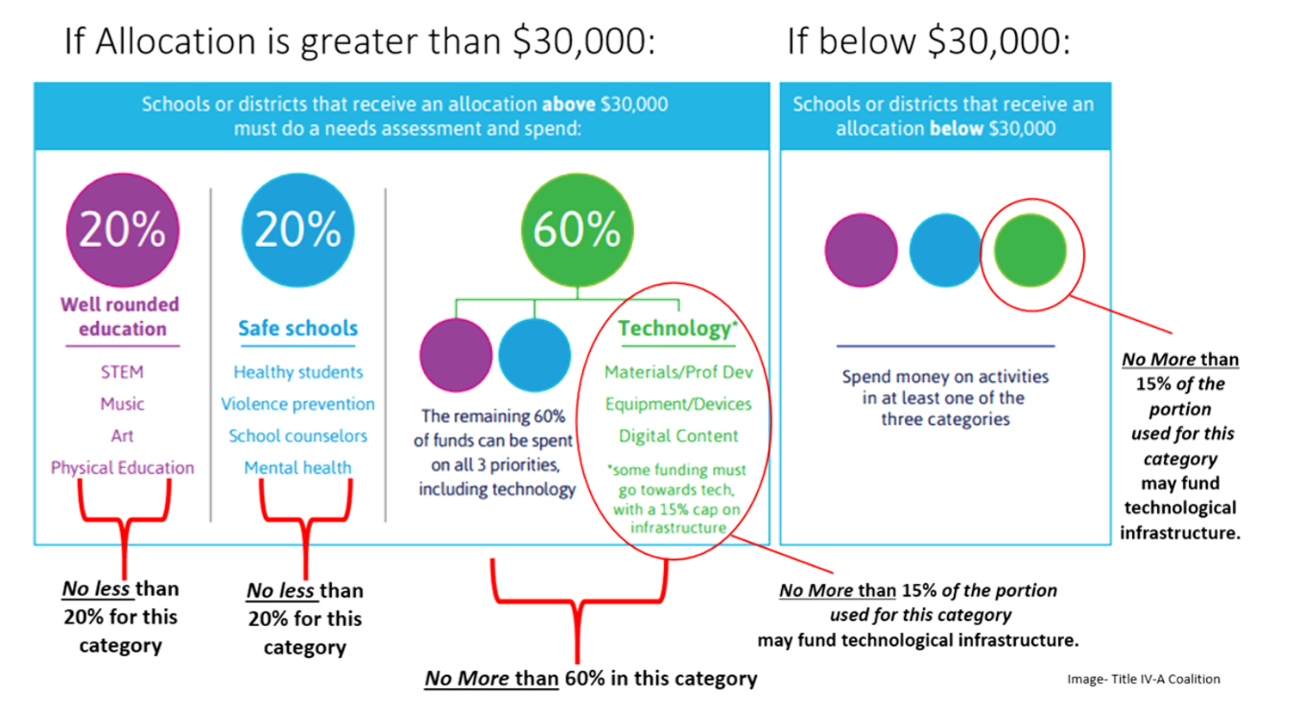 If Allocation is greater than $30,000:
If below $30,000:
Schools or districts that receive an allocation above $30,000
must do a needs assessment and spend:
20%
Well rounded
education
STEM
Music
Art
Physical Education
20%
Safe schools
Healthy students
Violence prevention
School counselors
Mental health
60%
The remaining 60%
of funds can be spent
on all 3 priorities,
including technology
Technology*
Materials/Prof Dev
Equipment/Devices
Digital Content
*some funding must
go towards tech,
with a 15% cap on
infrastructure
Schools or districts that receive an
allocation below $30,000
Spend money on activities
in at least one of the
three categories
No More than
15% of the
portion
used for this
category
may fund
technological
infrastructure.
No less than
20% for this
category
No less than
20% for this
category
No More than 60% in this category
No More than 15% of the portion
used for this category
may fund technological infrastructure.
Image- Title IV-A Coalition